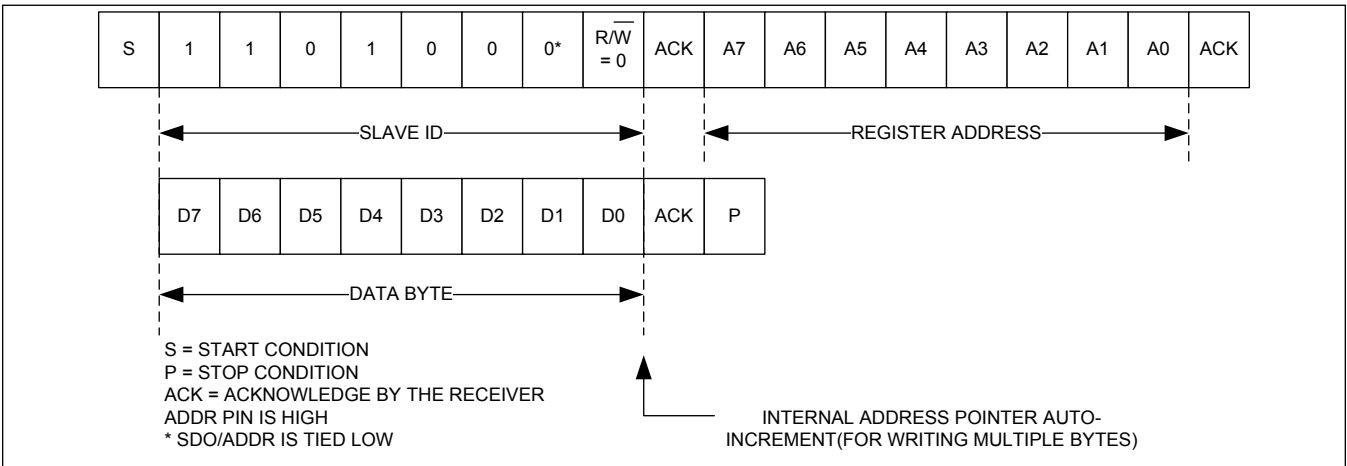 S 1 1 0 1 0 0 0* R/W̅ = 0 ACK A7 A6 A5 A4 A3 A2 A1 A0 ACK
SLAVE ID REGISTER ADDRESS
D7 D6 D5 D4 D3 D2 D1 D0 ACK P
DATA BYTE
S = START CONDITION
P = STOP CONDITION
ACK = ACKNOWLEDGE BY THE RECEIVER
ADDR PIN IS HIGH
* SDO/ADDR IS TIED LOW
INTERNAL ADDRESS POINTER AUTO-
INCREMENT(FOR WRITING MULTIPLE BYTES)